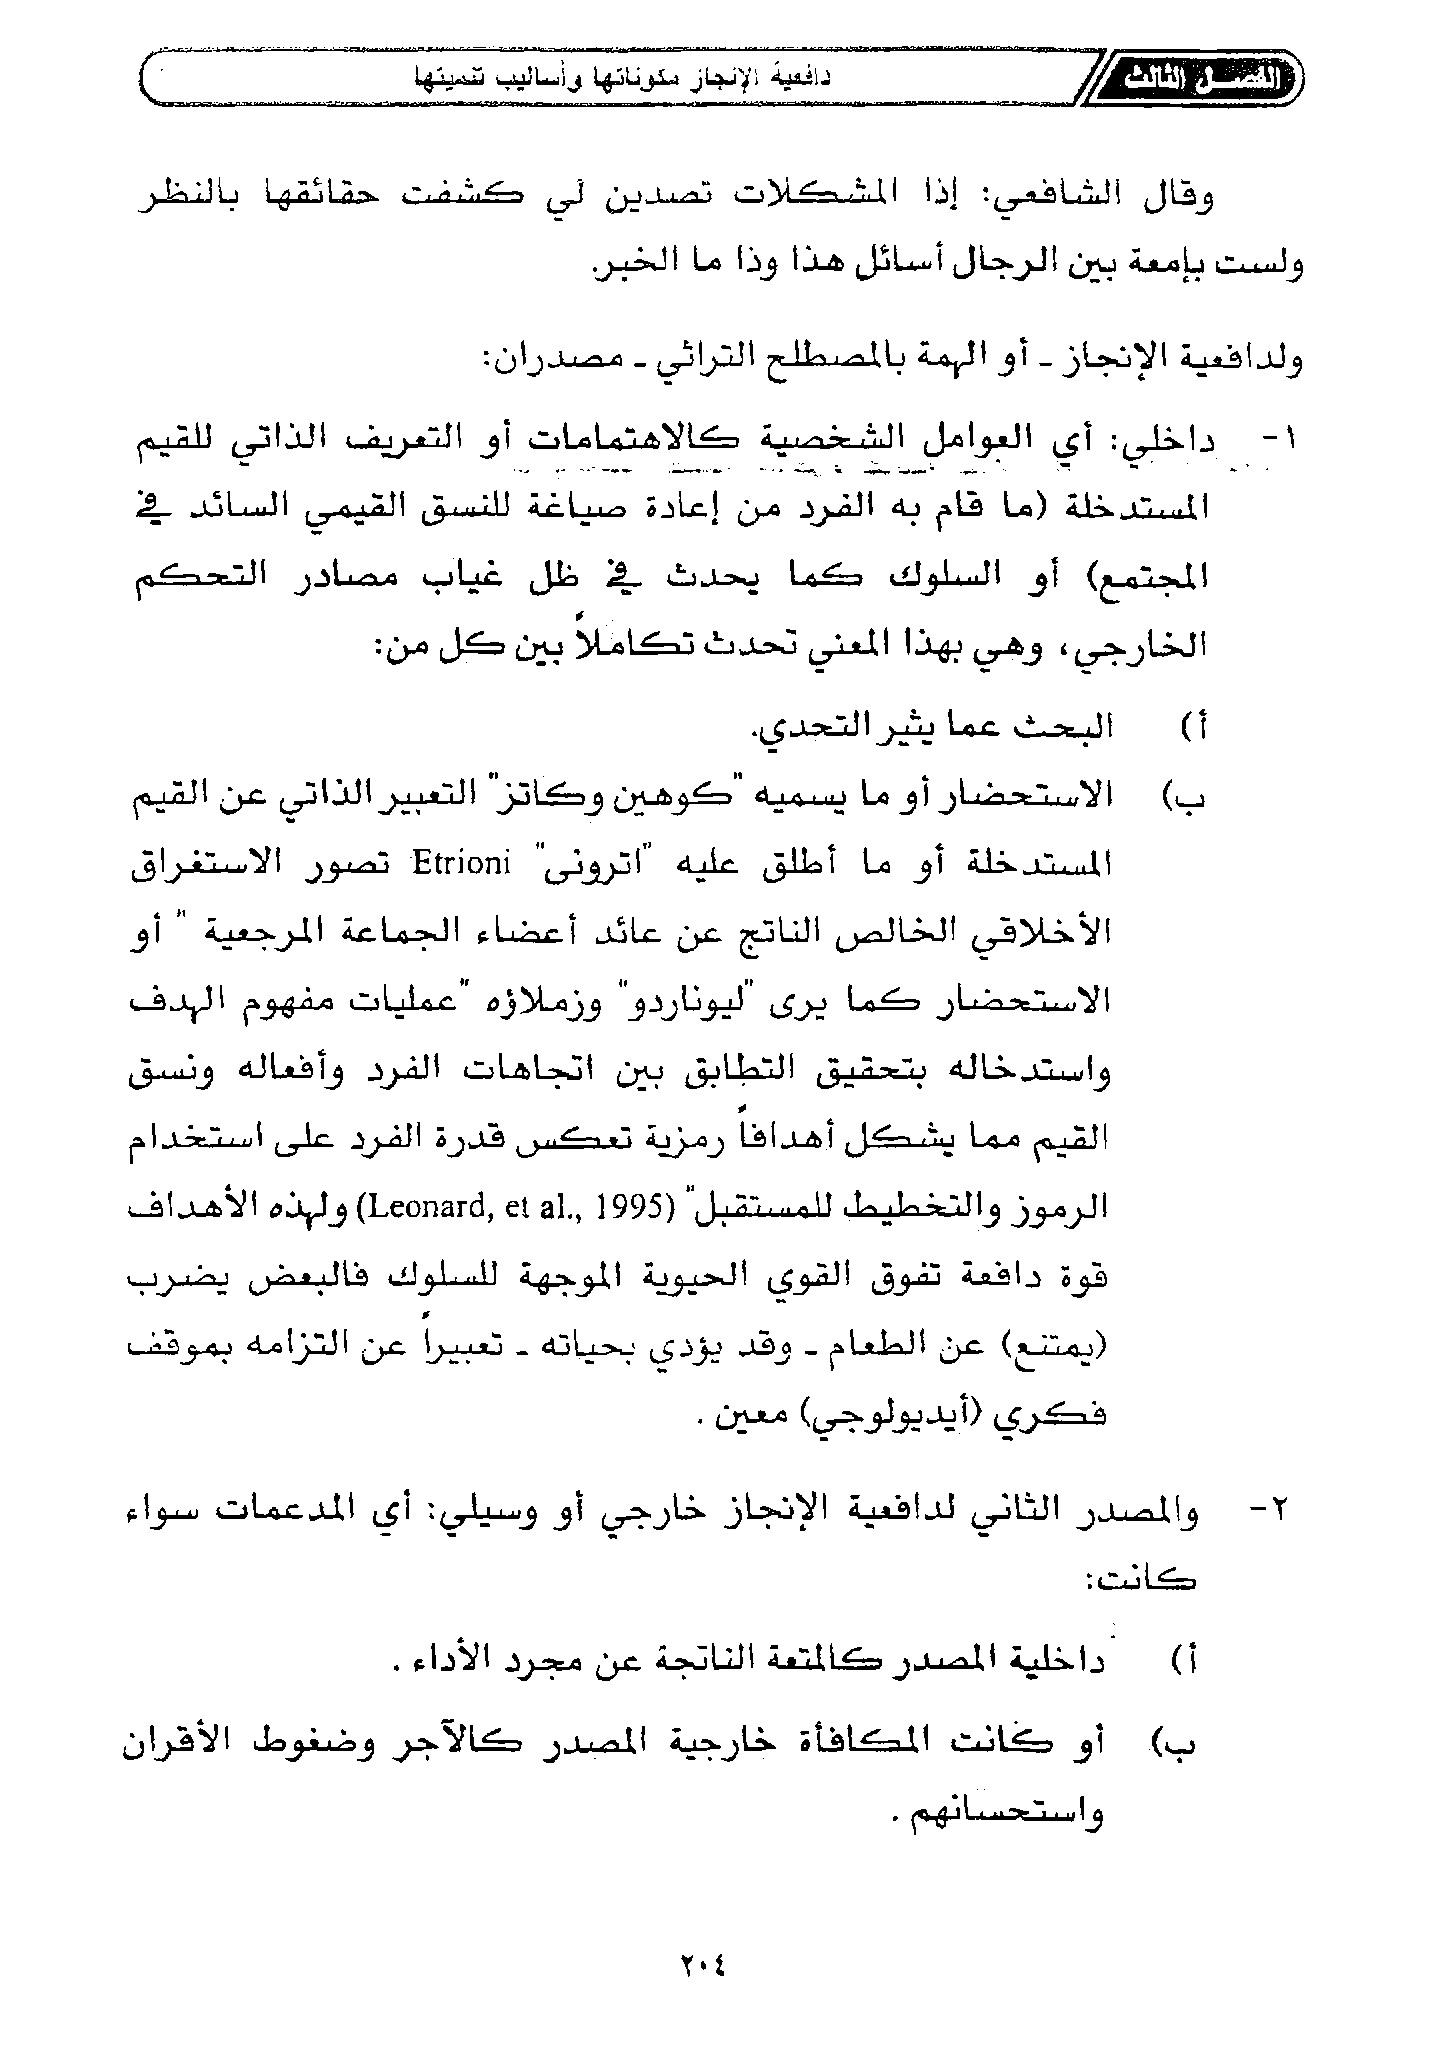 الفصل الثالث
دافعية الإنجاز مكوناتها وأساليب تنميتها
وقال الشافعي: إذا المشكلات تصدين لي كشفت حقائقها بالنظر
ولست بإمعة بين الرجال أسائل هذا وذا ما الخبر.
ولدافعية الإنجاز - أو الهمة بالمصطلح التراثي - مصدران:
١- داخلي: أي العوامل الشخصية كالاهتمامات أو التعريف الذاتي للقيم
المستدخلة (ما قام به الفرد من إعادة صياغة للنسق القيمي السائد في
المجتمع) أو السلوك كما يحدث في ظل غياب مصادر التحكم
الخارجي، وهي بهذا المعني تحدث تكاملاً بين كل من:
أ) البحث عما يثير التحدي.
ب) الاستحضار أو ما يسميه "كوهين وكاتز" التعبير الذاتي عن القيم
المستدخلة أو ما أطلق عليه "اترونى" Etrioni تصور الاستغراق
الأخلاقي الخالص الناتج عن عائد أعضاء الجماعة المرجعية " أو
الاستحضار كما يرى "ليوناردو" وزملاؤه "عمليات مفهوم الهدف
واستدخاله بتحقيق التطابق بين اتجاهات الفرد وأفعاله ونسق
القيم مما يشكل أهدافاً رمزية تعكس قدرة الفرد على استخدام
الرموز والتخطيط للمستقبل" (Leonard, et al., 1995) ولهذه الأهداف
قوة دافعة تفوق القوي الحيوية الموجهة للسلوك فالبعض يضرب
(يمتنع) عن الطعام - وقد يؤدي بحياته - تعبيراً عن التزامه بموقف
فكري (أيديولوجي) معين .
٢- والمصدر الثاني لدافعية الإنجاز خارجي أو وسيلي: أي المدعمات سواء
كانت:
أ) داخلية المصدر كالمتعة الناتجة عن مجرد الأداء .
ب) أو كانت المكافأة خارجية المصدر كالآجر وضغوط الأقران
واستحسانهم .
٢٠٤